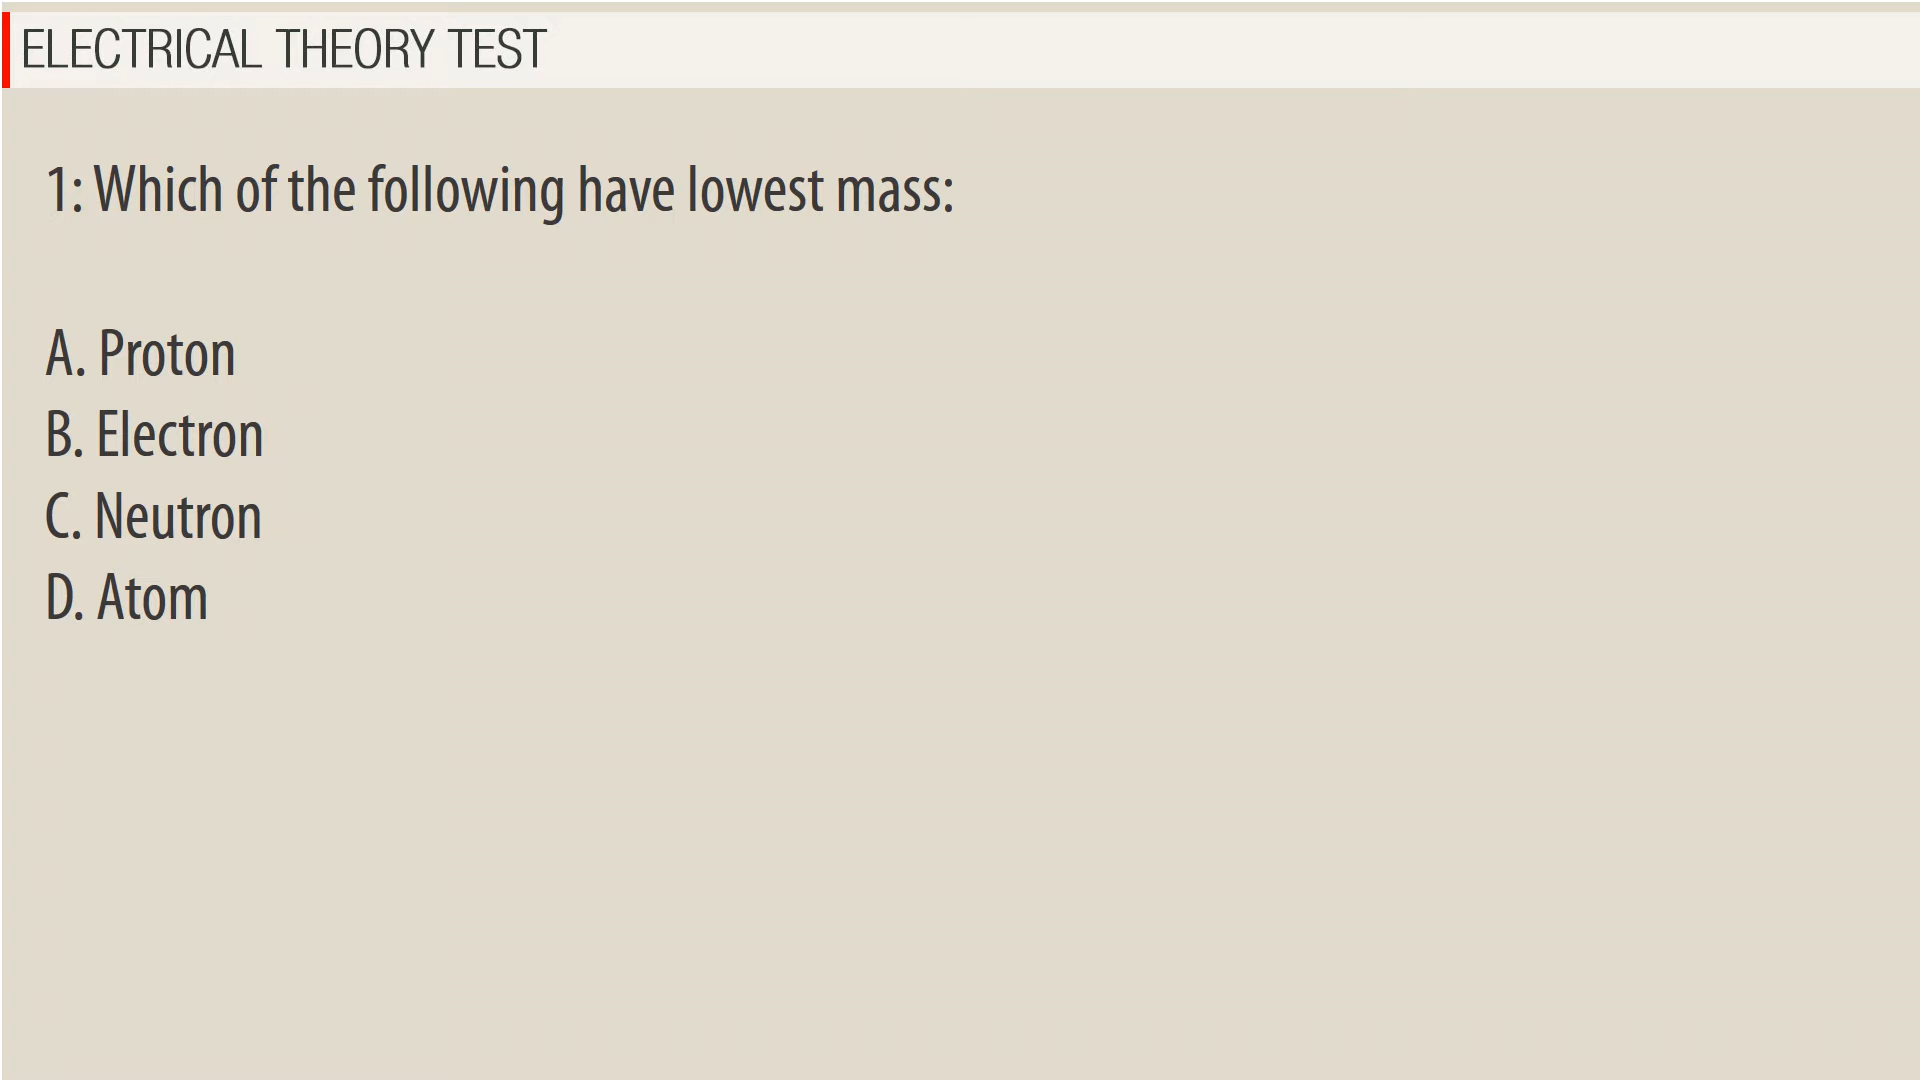 ELECTRICAL THEORY TEST
1: Which of the following have lowest mass:
A. Proton
B. Electron
C. Neutron
D. Atom